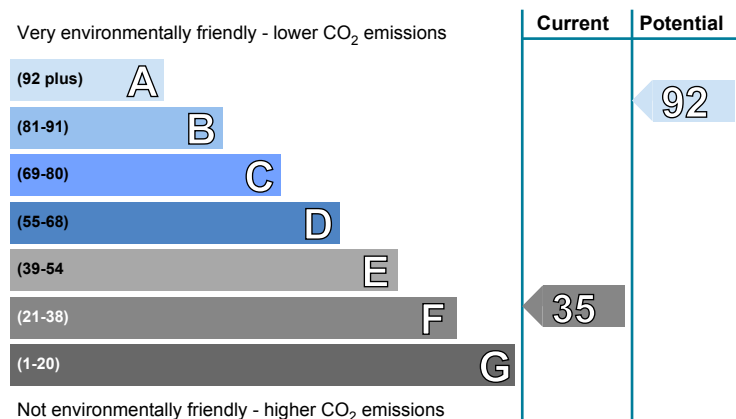 Very environmentally friendly - lower CO2 emissions
Current Potential
(92 plus) A
92
(81-91) B
(69-80) C
(55-68) D
(39-54 E
(21-38) F
35
(1-20) G
Not environmentally friendly - higher CO2 emissions